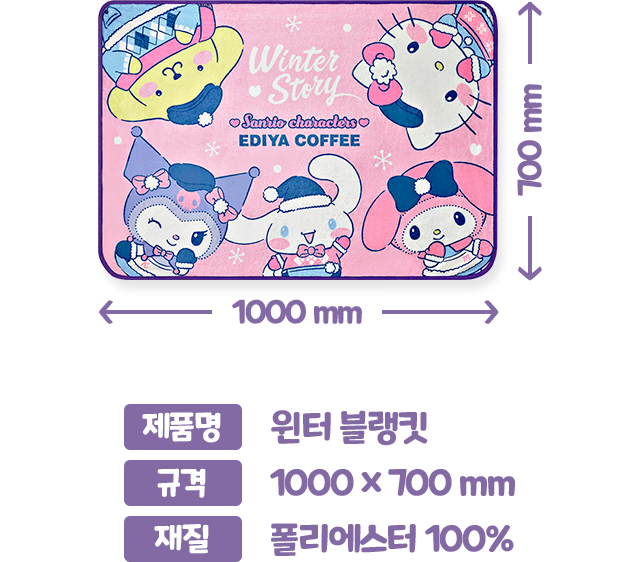 Winter
Story
Sanrio characters
EDIYA COFFEE
700 mm
1000 mm
제품명 윈터 블랭킷
규격 1000 × 700 mm
재질 폴리에스터 100%